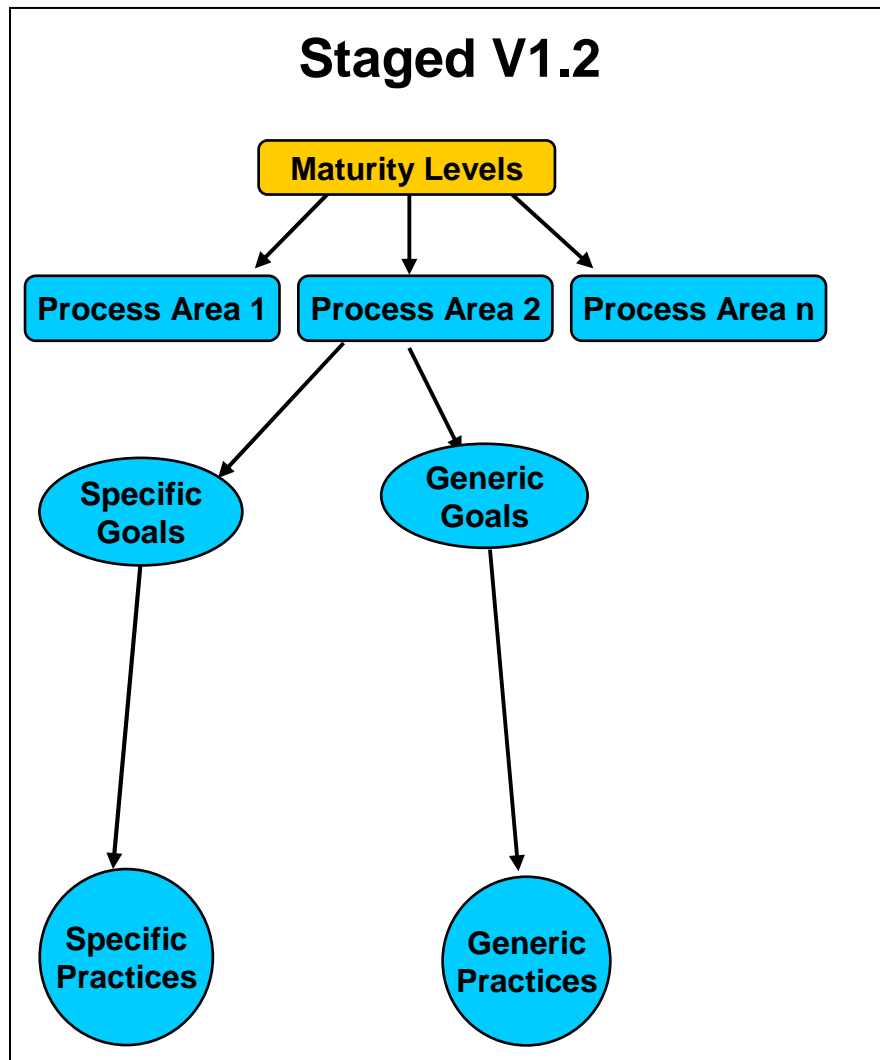 Staged V1.2
Maturity Levels
Process Area 1
Process Area 2
Process Area n
Specific
Goals
Generic
Goals
Specific
Practices
Generic
Practices